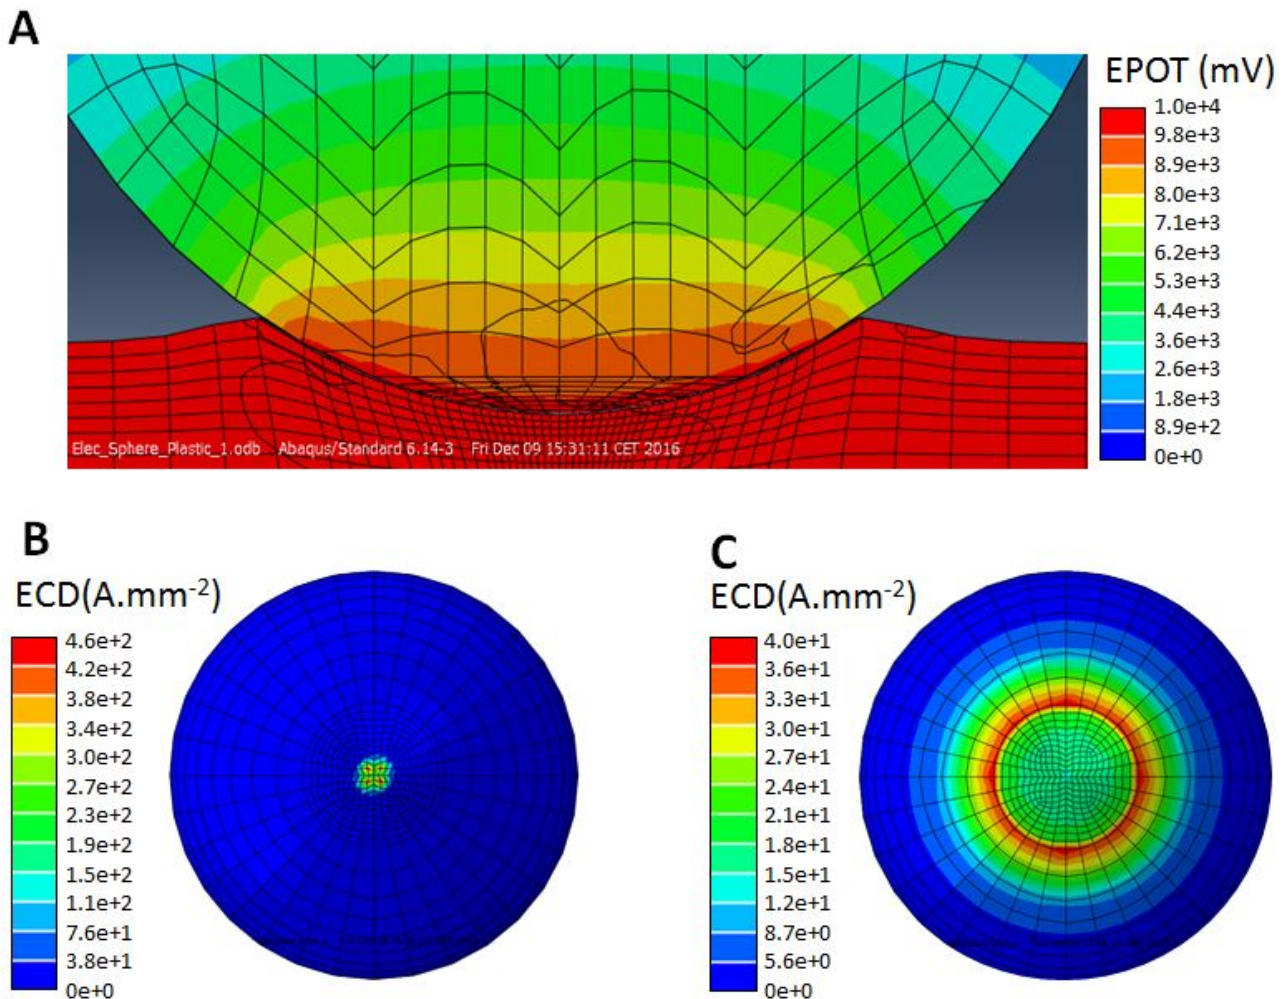 A
EPOT (mV)
1.0e+4
9.8e+3
8.9e+3
8.0e+3
7.1e+3
6.2e+3
5.3e+3
4.4e+3
3.6e+3
2.6e+3
1.8e+3
8.9e+2
0e+0
Elec_Sphere_Plastic_1.odb Abaqus/Standard 6.14-3 Fri Dec 09 15:31:11 CET 2016
B
ECD(A.mm-2)
4.6e+2
4.2e+2
3.8e+2
3.4e+2
3.0e+2
2.7e+2
2.3e+2
1.9e+2
1.5e+2
1.1e+2
7.6e+1
3.8e+1
0e+0
C
ECD(A.mm-2)
4.0e+1
3.6e+1
3.3e+1
3.0e+1
2.7e+1
2.4e+1
2.1e+1
1.8e+1
1.5e+1
1.2e+1
8.7e+0
5.6e+0
0e+0